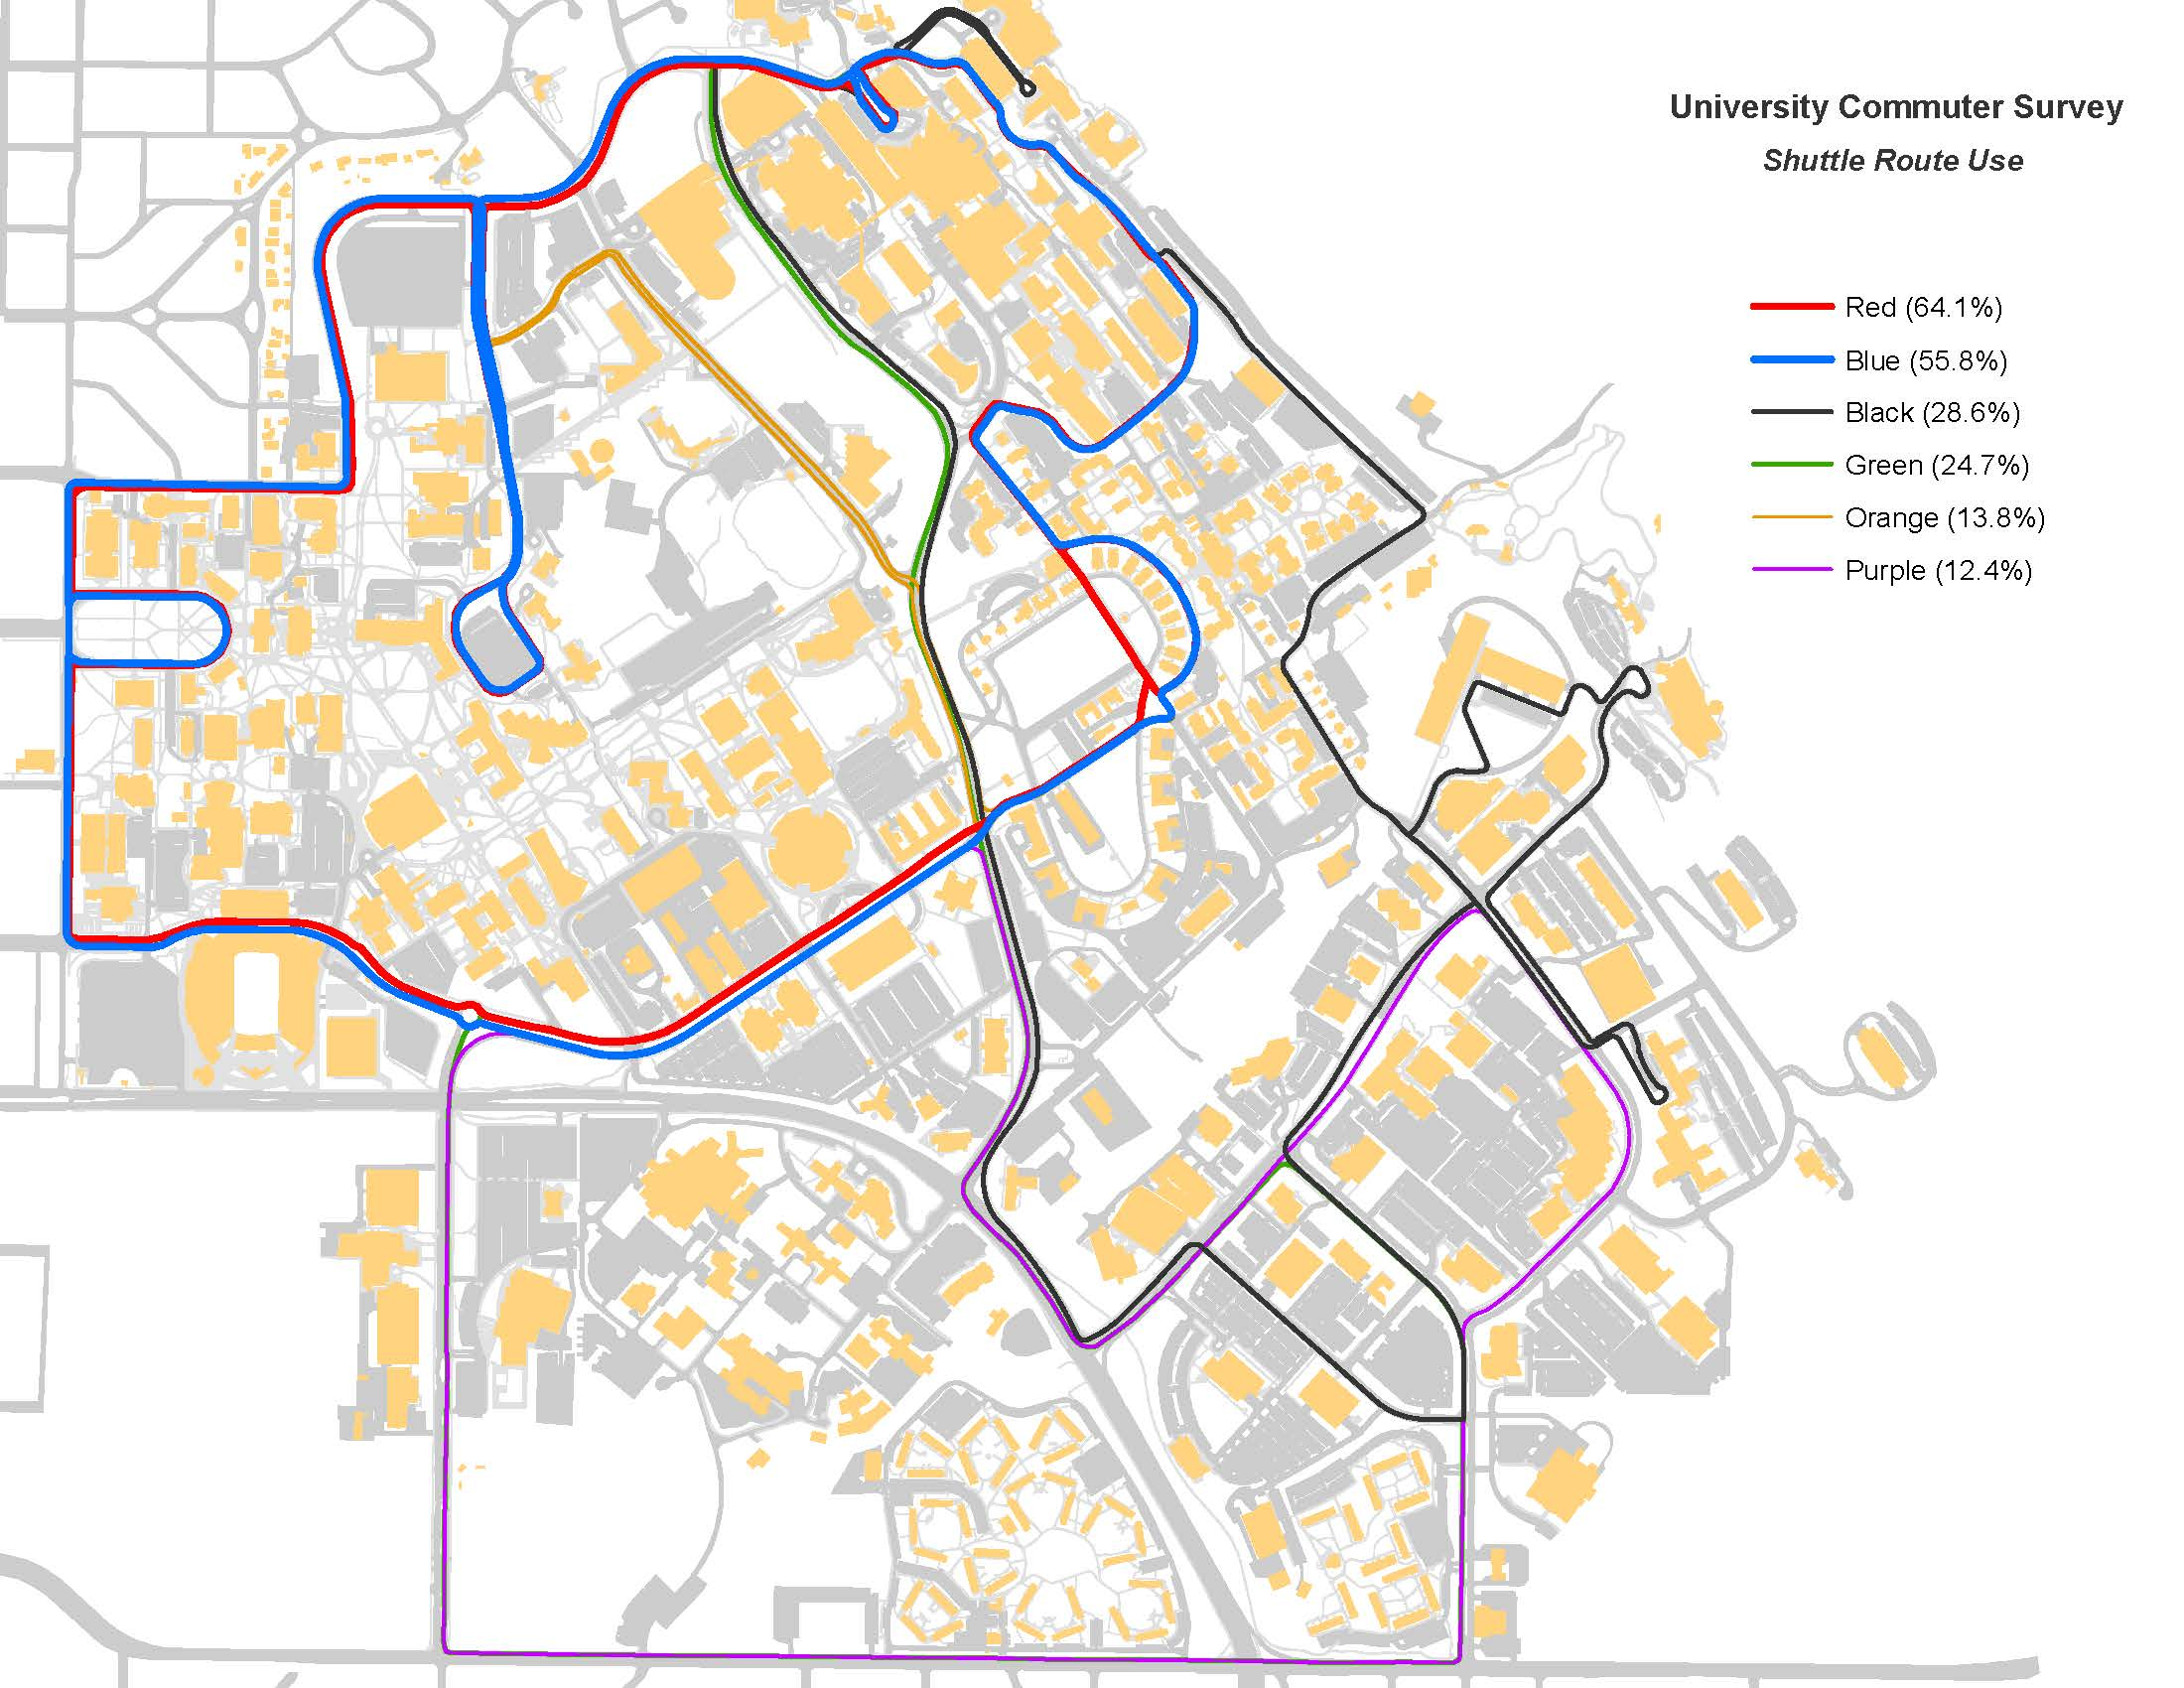 University Commuter Survey
Shuttle Route Use
Red (64.1%)
Blue (55.8%)
Black (28.6%)
Green (24.7%)
Orange (13.8%)
Purple (12.4%)